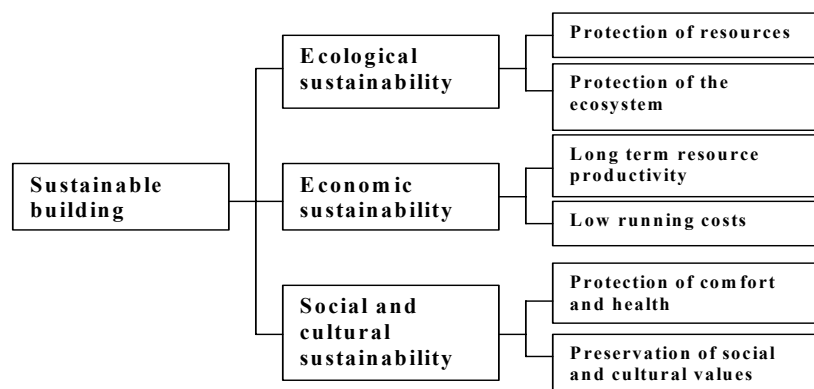 Sustainable
building
Ecological
sustainability
Protection of resources
Protection of the
ecosystem
Economic
sustainability
Long term resource
productivity
Low running costs
Social and
cultural
sustainability
Protection of comfort
and health
Preservation of social
and cultural values